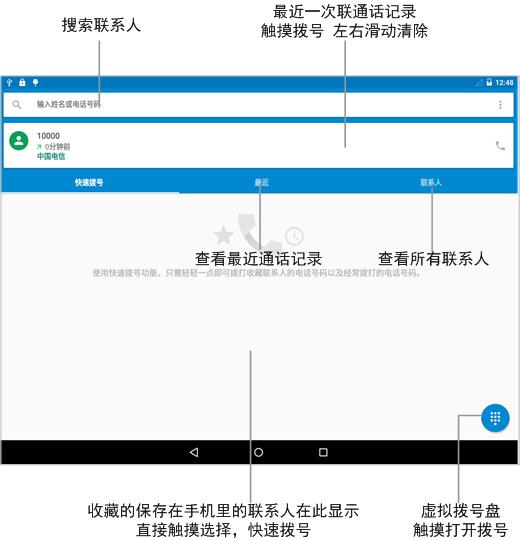 最近一次联通话记录
搜索联系人
触摸拨号 左右滑动清除
12:48
输入姓名或电话号码
10000
0分钟前
中国电信
快速拨号
最近
联系人
查看最近通话记录
查看所有联系人
使用快速拨号功能，只需轻轻一点即可拨打收藏联系人的电话号码以及经常拨打的电话号码。
收藏的保存在手机里的联系人在此显示
直接触摸选择，快速拨号
虚拟拨号盘
触摸打开拨号